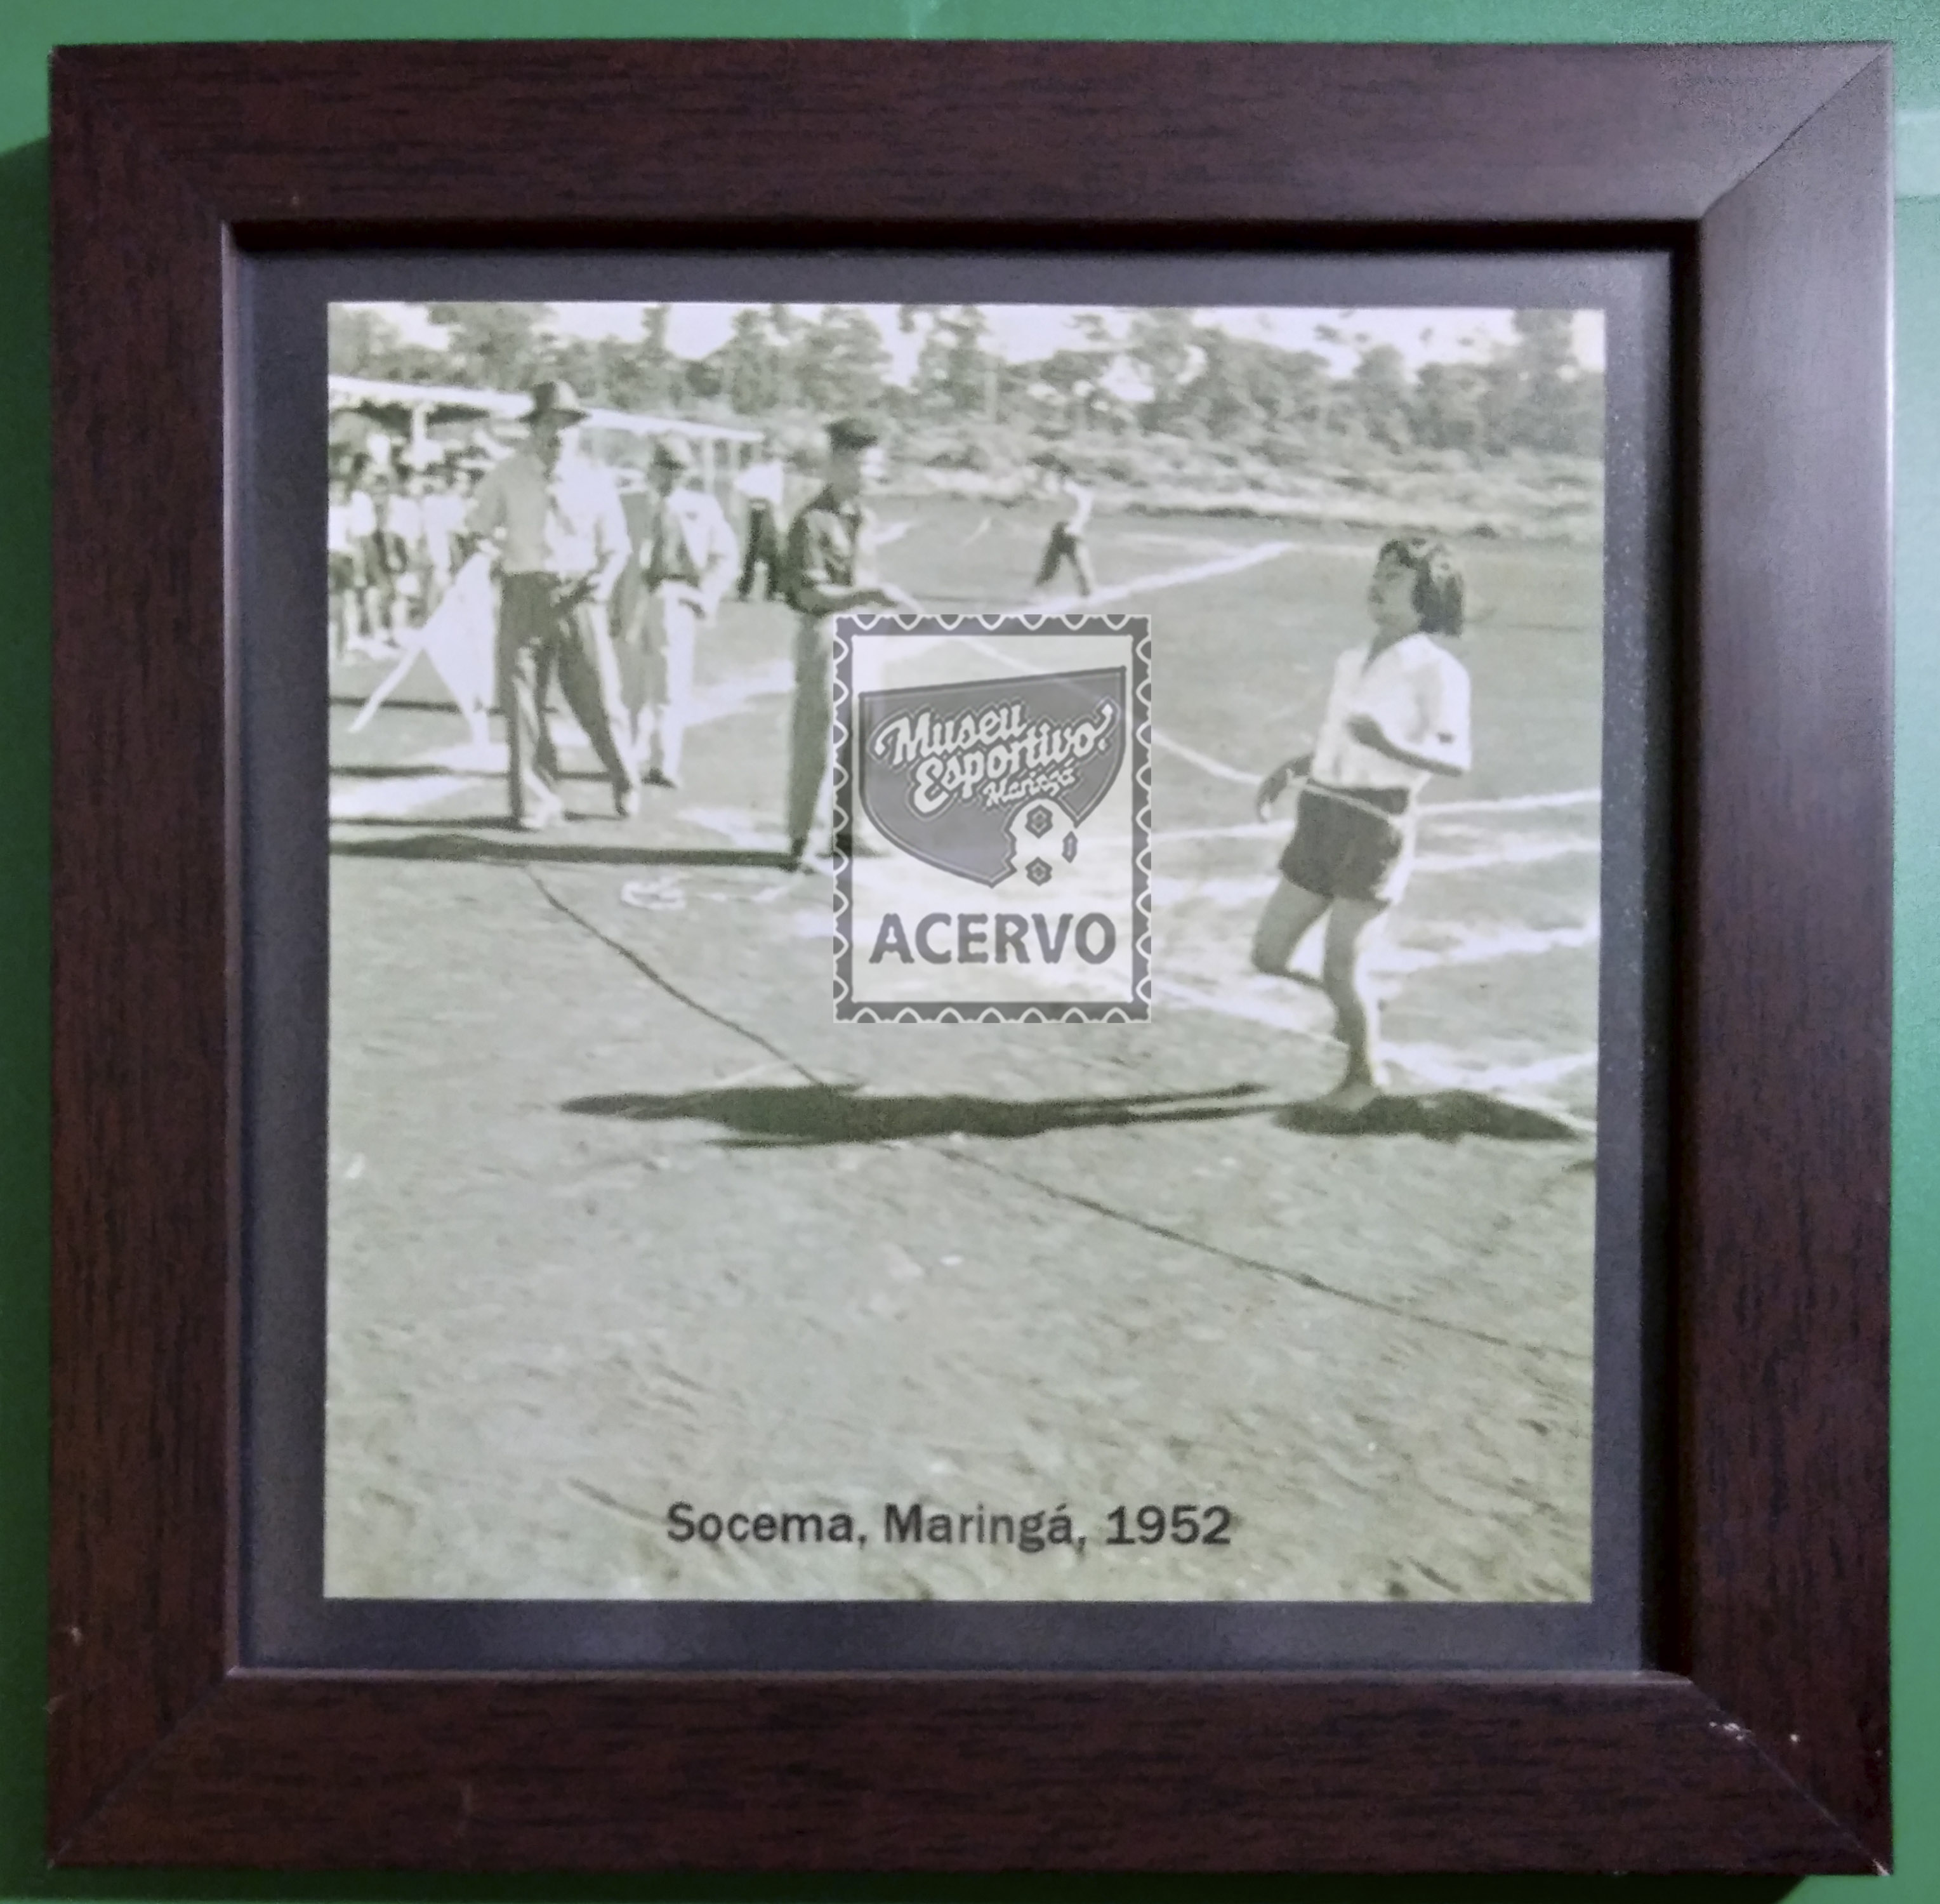 Museu
Esportivo
Maringá
ACERVO
Socema, Maringá, 1952